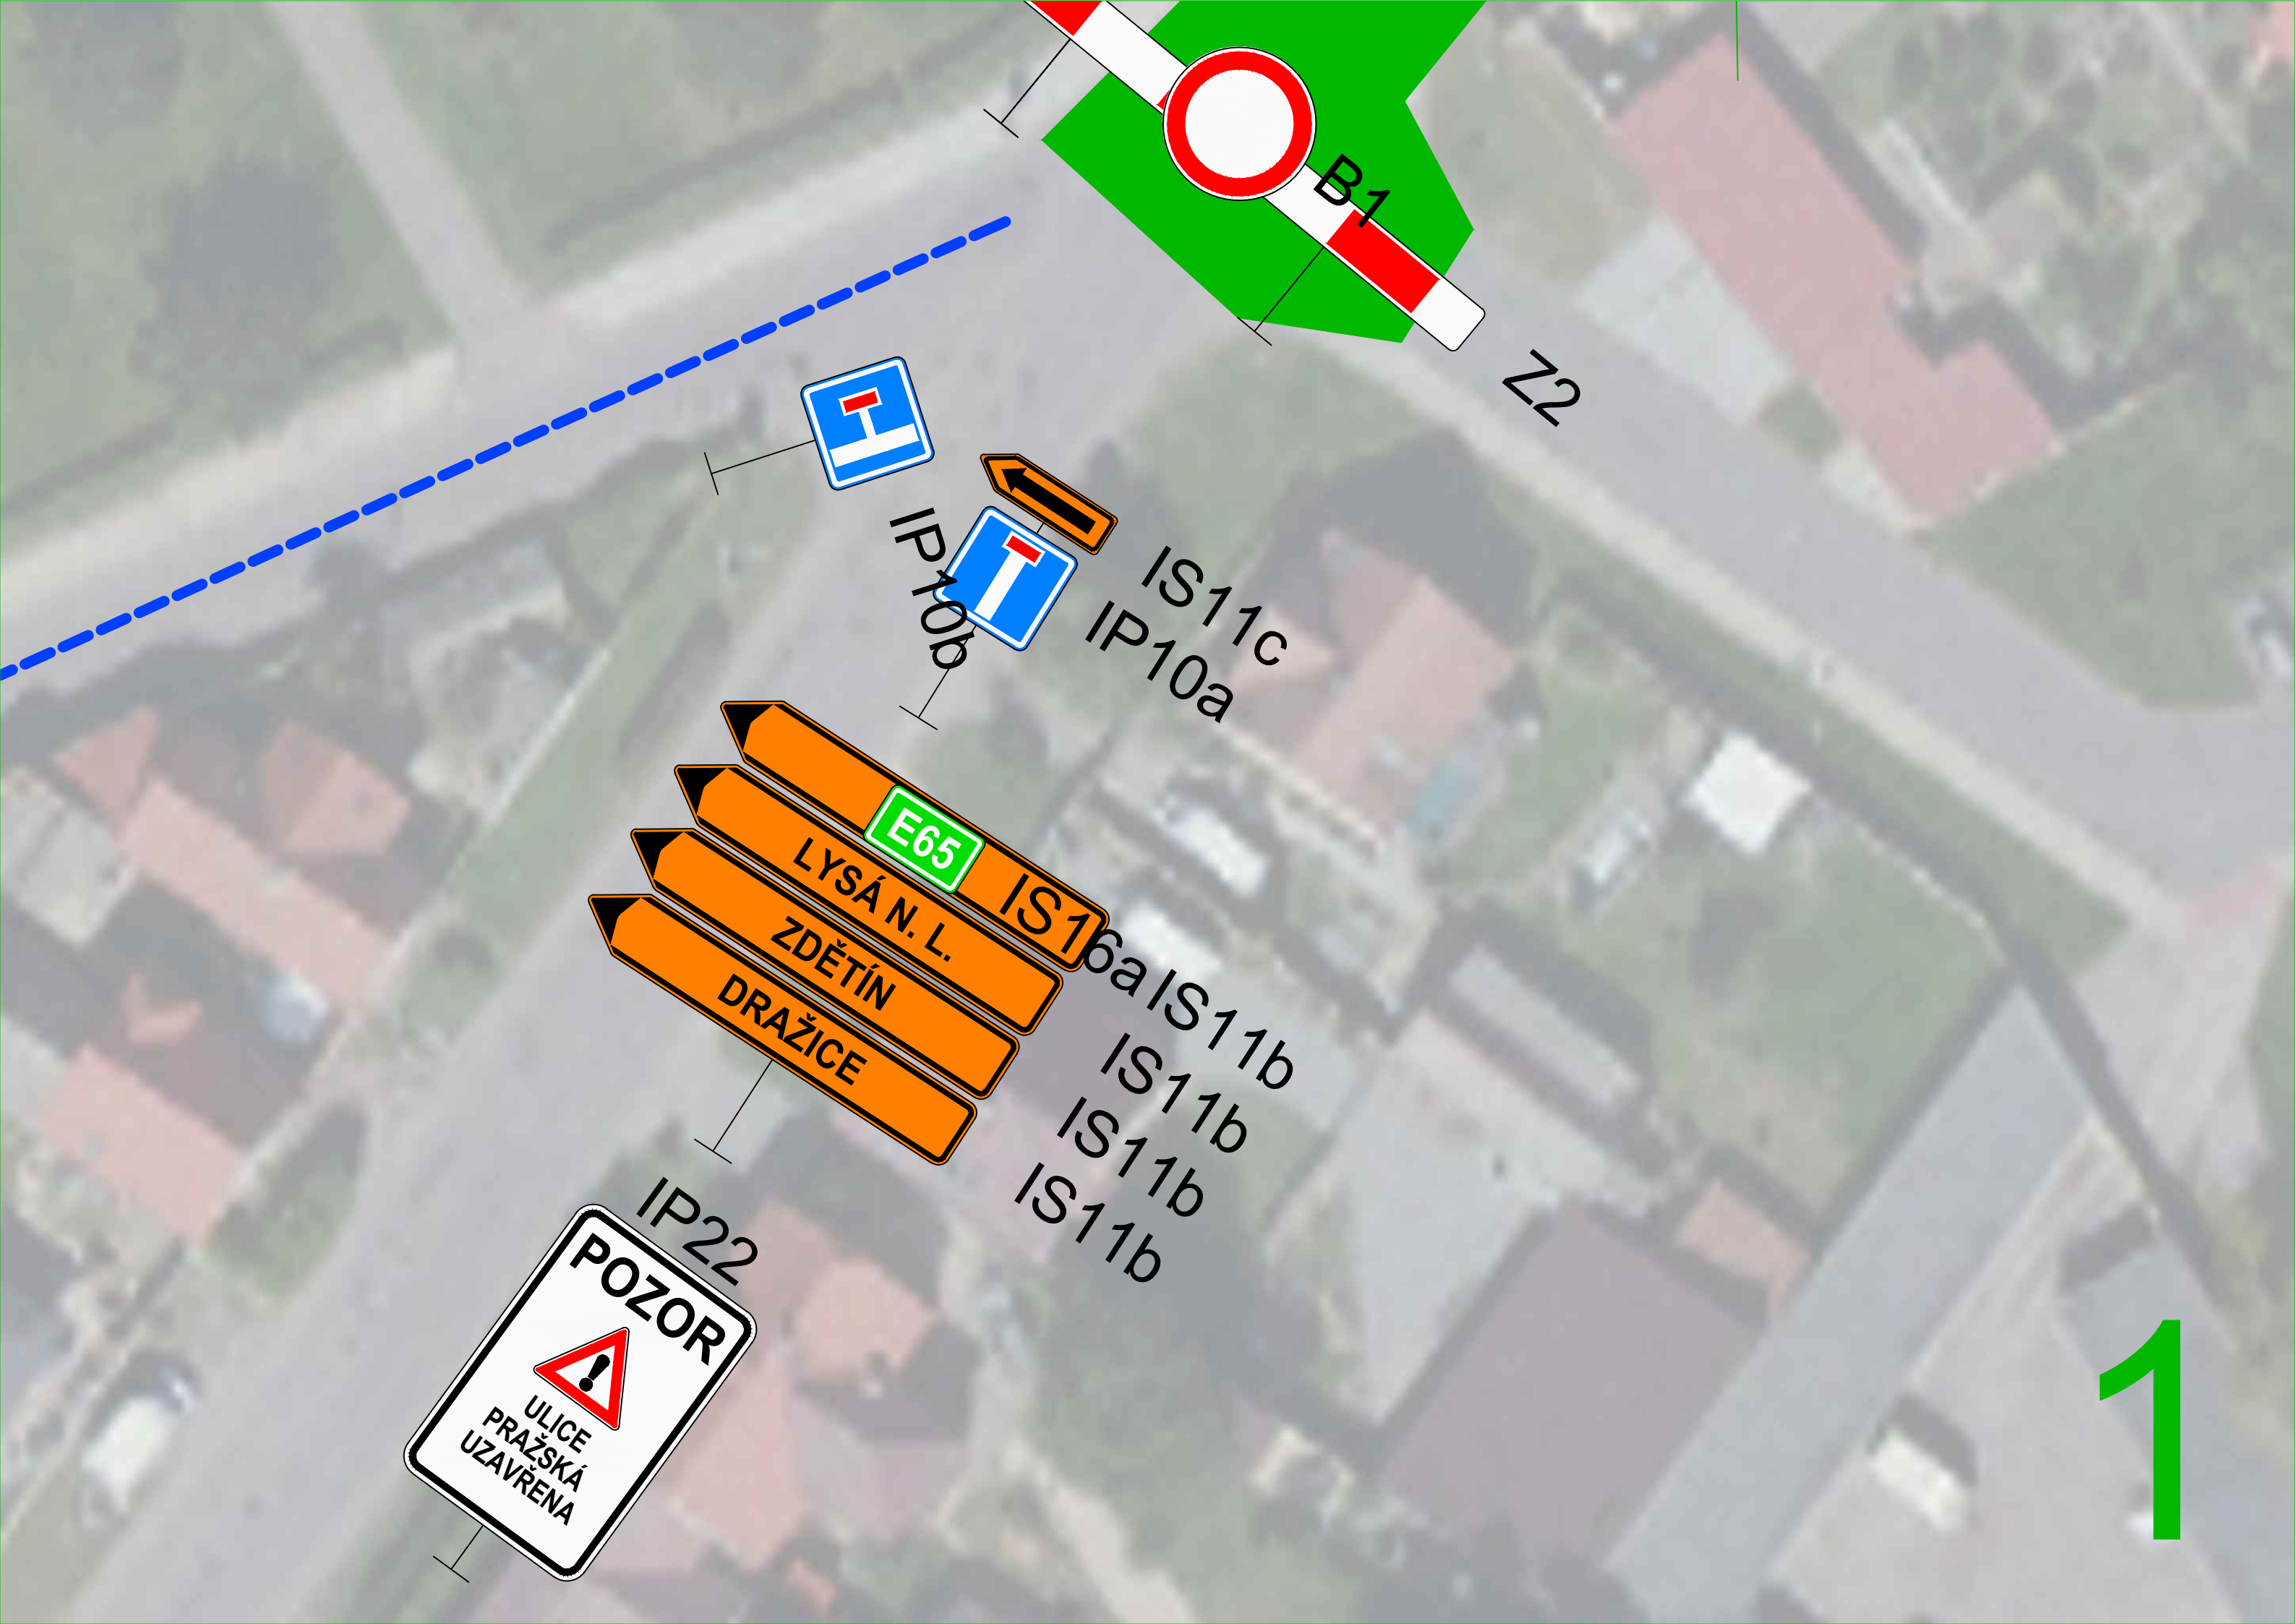 B1
Z2
IP10b
IS11c
IP10a
E65
IS16a
LYSÁ N. L.
IS11b
ZDĚTÍN
IS11b
DRAŽICE
IS11b
IS11b
IP22
POZOR
ULICE
PRAŽSKÁ
UZAVŘENA
1